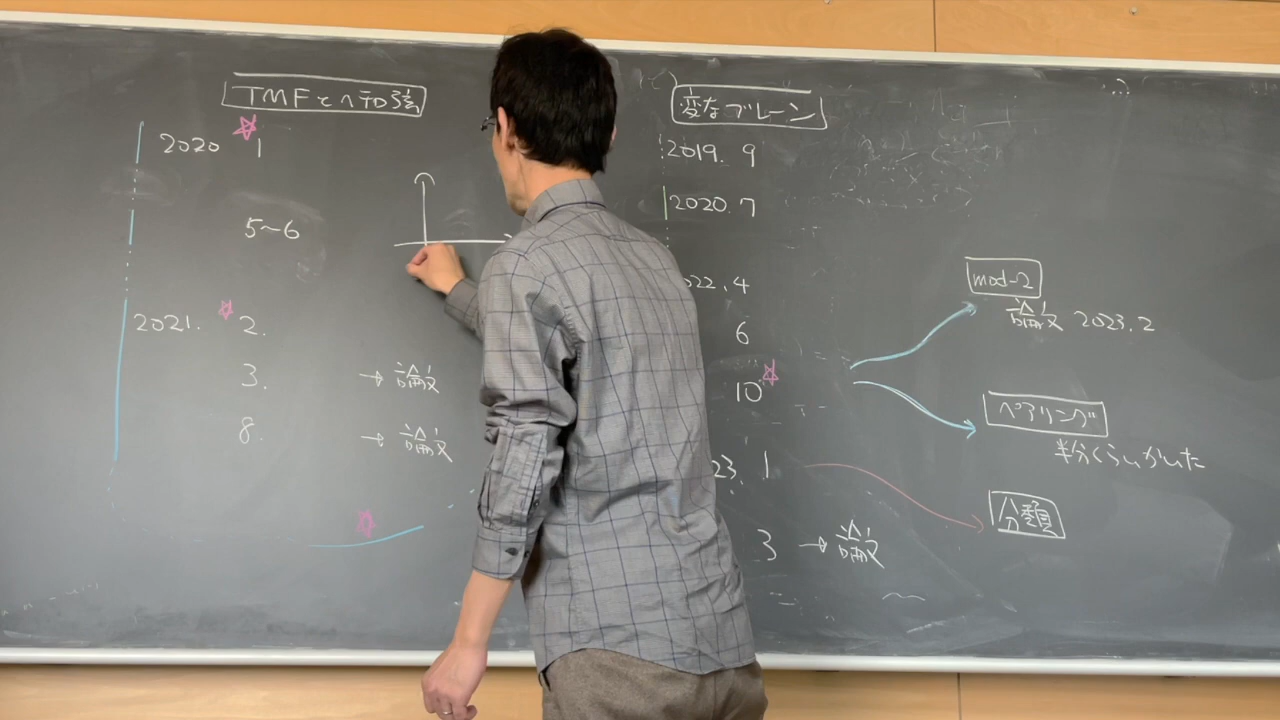 TMFとヘテロ弦
2020 1
5~6
2021. 2.
3. → 論文
8. → 論文
変なブレーン
2019. 9
2020. 7
022. 4
6
10
23. 1
3 → 論文
mod-2
論文 2023.2
ペアリング
半分くらいかいた
分類